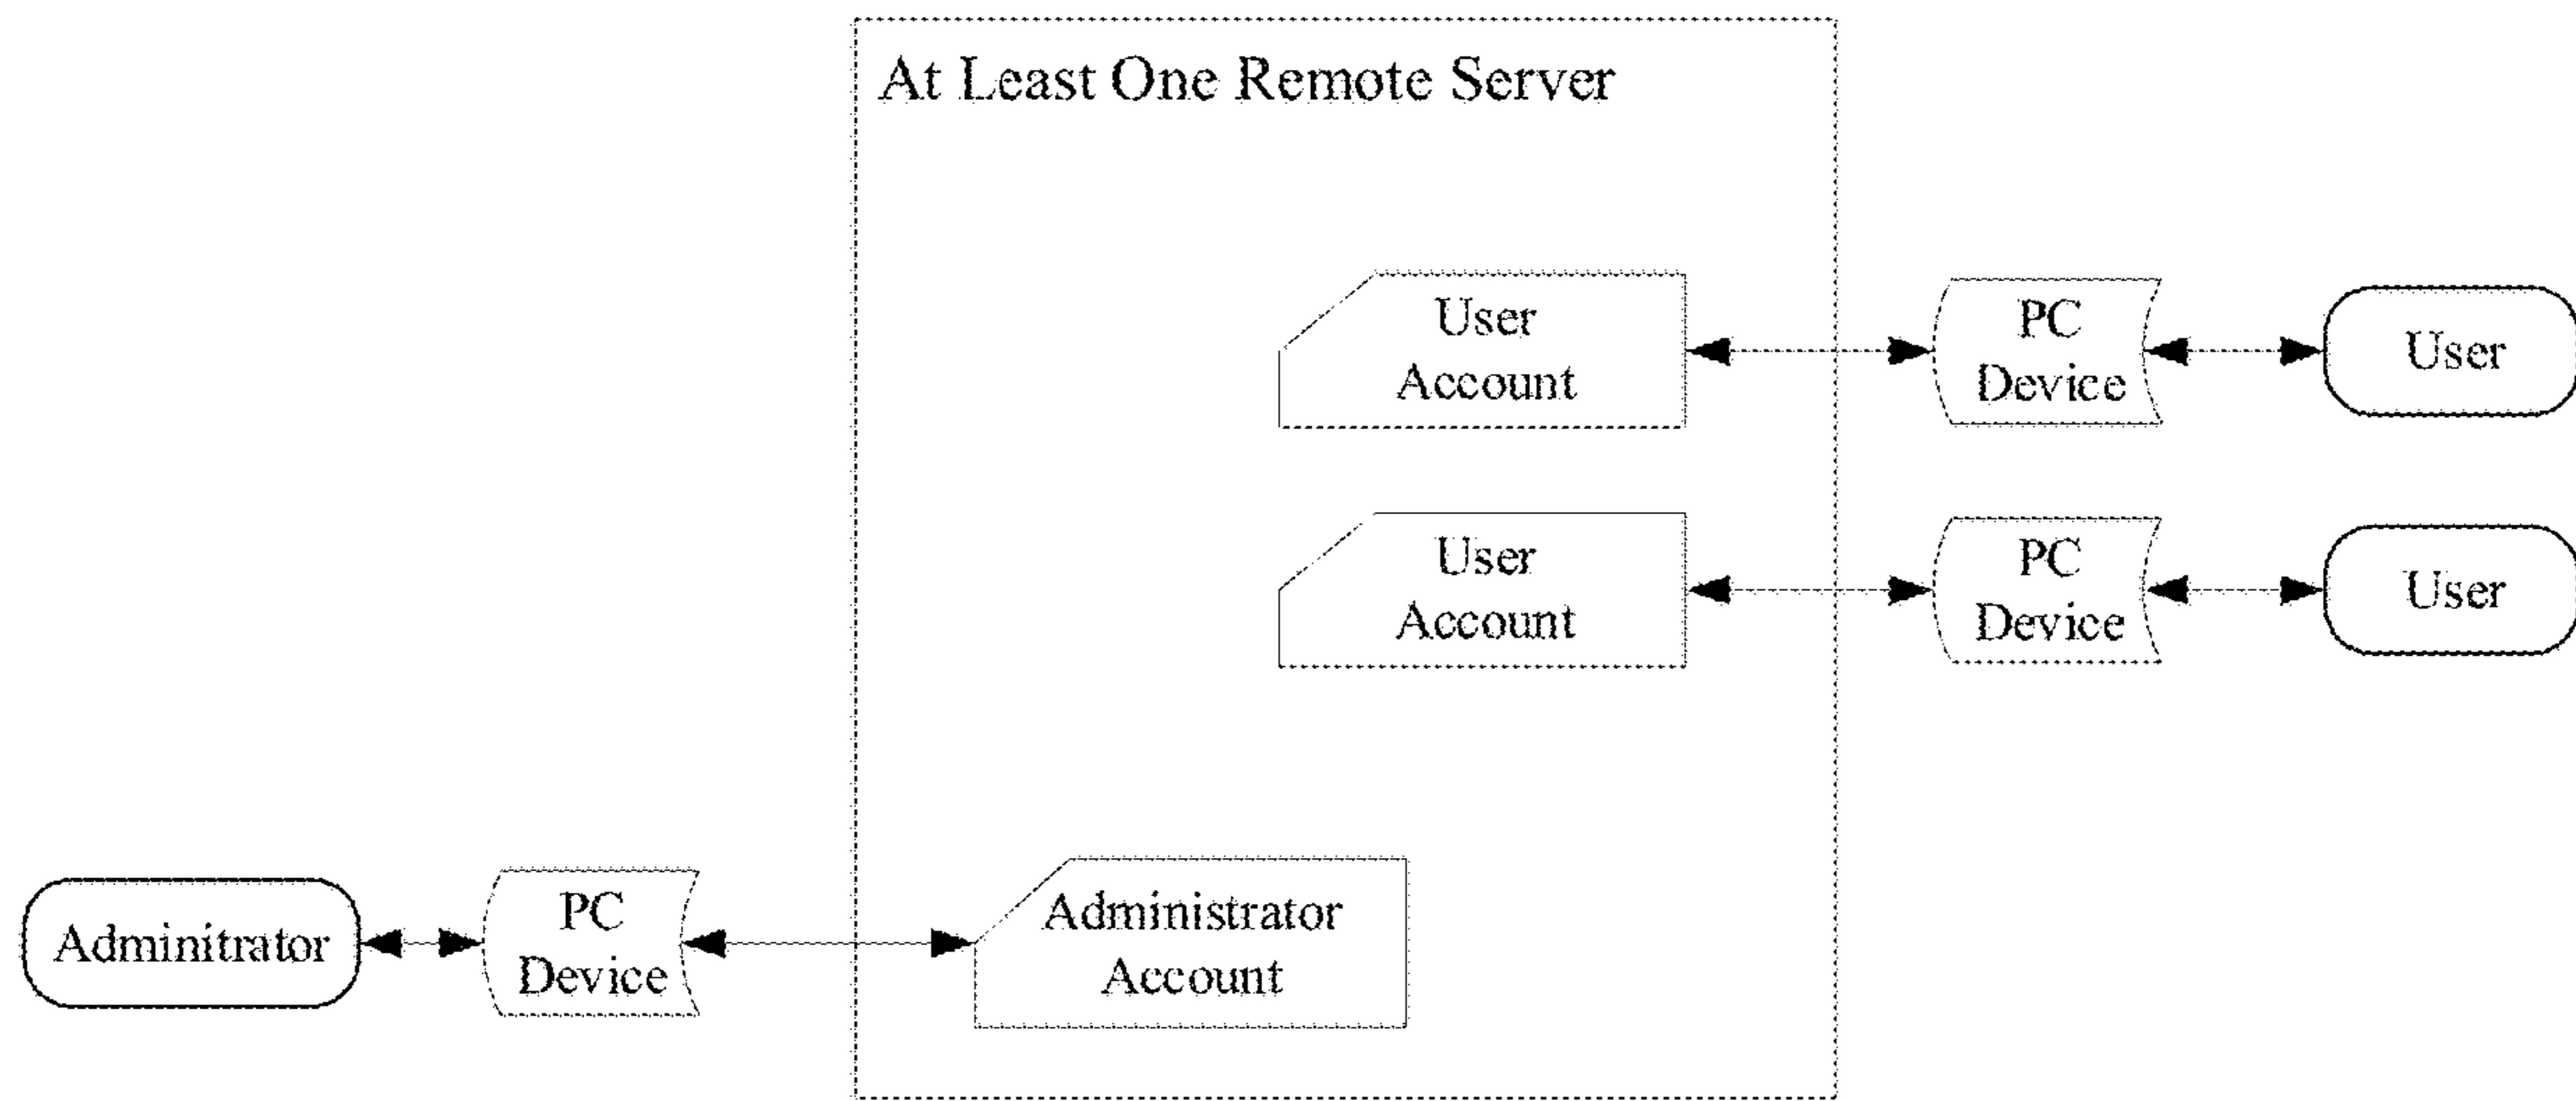 At Least One Remote Server
User
Account
PC
Device
User
User
Account
PC
Device
User
Adminitrator
PC
Device
Administrator
Account